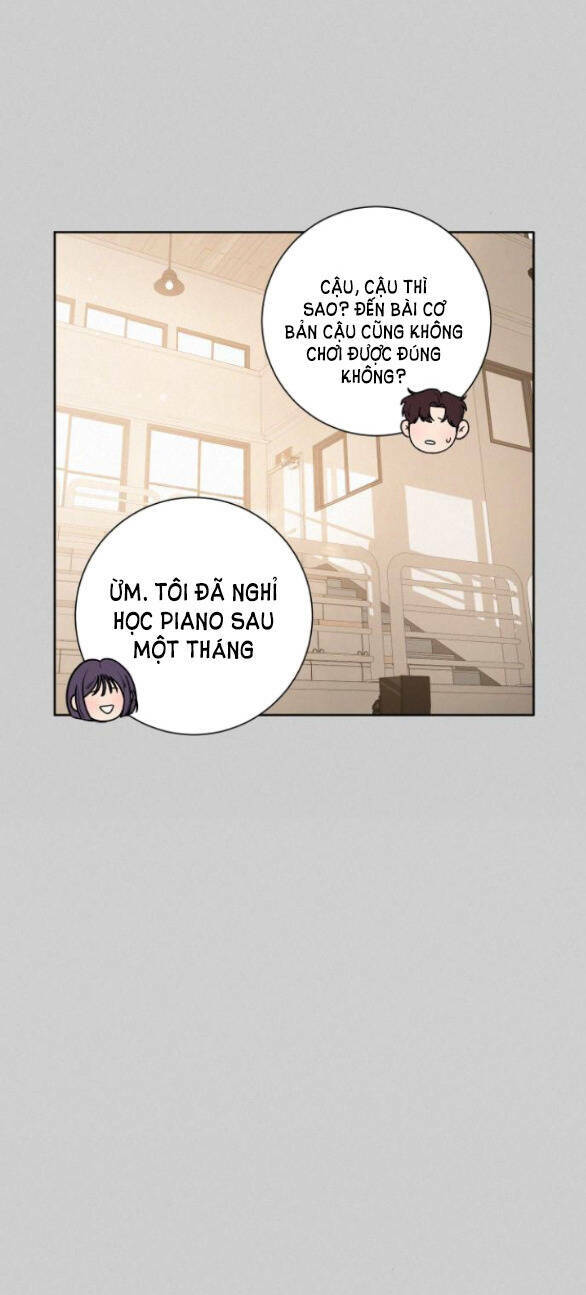 CẬU, CẬU THÌ
SAO? ĐẾN BÀI CƠ
BẢN CẬU CŨNG KHÔNG
CHƠI ĐƯỢC ĐÚNG
KHÔNG?
ỪM. TÔI ĐÃ NGHỈ
HỌC PIANO SAU
MỘT THÁNG